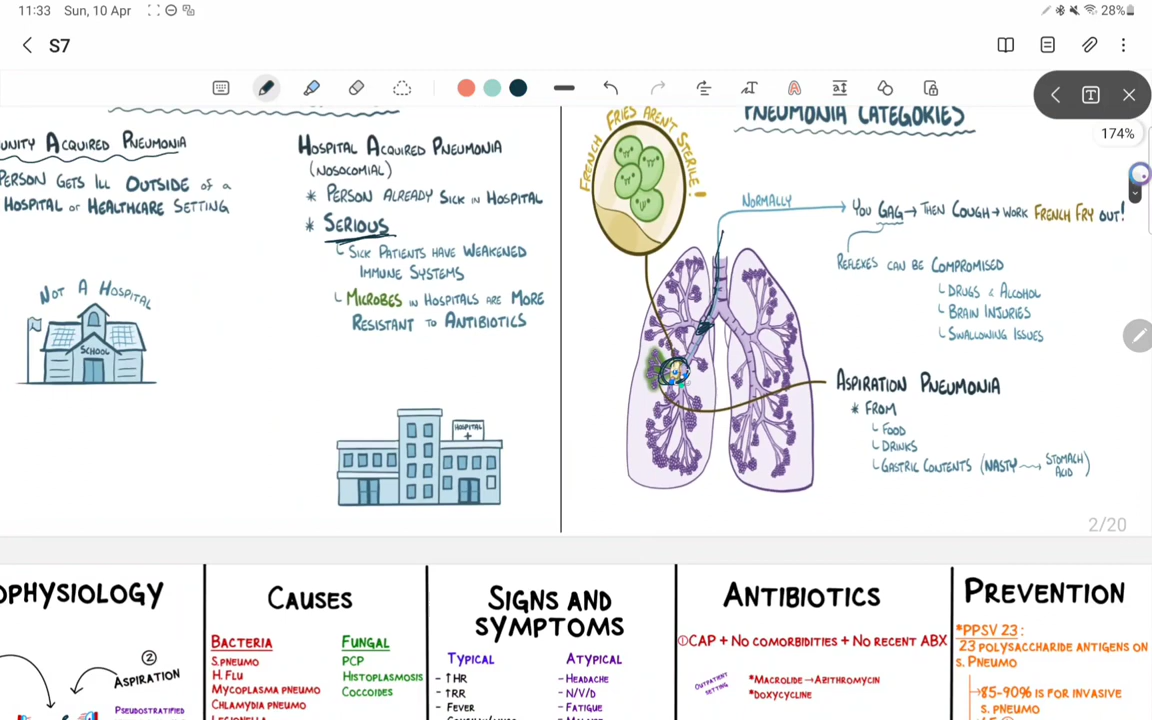 11:33 Sun, 10 Apr
28%
S7
174%
UNITY ACQUIRED PNEUMONIA
PERSON GETS ILL OUTSIDE OF A
HOSPITAL OR HEALTHCARE SETTING
NOT A HOSPITAL
SCHOOL
HOSPITAL ACQUIRED PNEUMONIA
(NOSOCOMIAL)
* PERSON ALREADY SICK IN HOSPITAL
* SERIOUS
SICK PATIENTS HAVE WEAKENED
IMMUNE SYSTEMS
MICROBES IN HOSPITALS ARE MORE
RESISTANT TO ANTIBIOTICS
HOSPITAL
+
PNEUMONIA CATEGORIES
FRENCH FRIES AREN'T STERILE!
NORMALLY
YOU GAG → THEN COUGH → WORK FRENCH FRY OUT!
REFLEXES CAN BE COMPROMISED
DRUGS & ALCOHOL
BRAIN INJURIES
SWALLOWING ISSUES
ASPIRATION PNEUMONIA
* FROM
FOOD
DRINKS
GASTRIC CONTENTS (NASTY → STOMACH ACID)
2/20
OPHYSIOLOGY
②
ASPIRATION
PSEUDOSTRATIFIED
CAUSES
BACTERIA
S.PNEUMO
H.FLU
MYCOPLASMA PNEUMO
CHLAMYDIA PNEUMO
FUNGAL
PCP
HISTOPLASMOSIS
COCCOIDES
SIGNS AND
SYMPTOMS
TYPICAL
- ↑HR
- ↑RR
- FEVER
ATYPICAL
- HEADACHE
- N/V/D
- FATIGUE
ANTIBIOTICS
①CAP + NO COMORBIDITIES + NO RECENT ABX
OUTPATIENT
SETTING
*MACROLIDE → AZITHROMYCIN
*DOXYCYCLINE
PREVENTION
*PPSV 23:
23 POLYSACCHARIDE ANTIGENS ON
S. PNEUMO
→85-90% IS FOR INVASIVE
S. PNEUMO